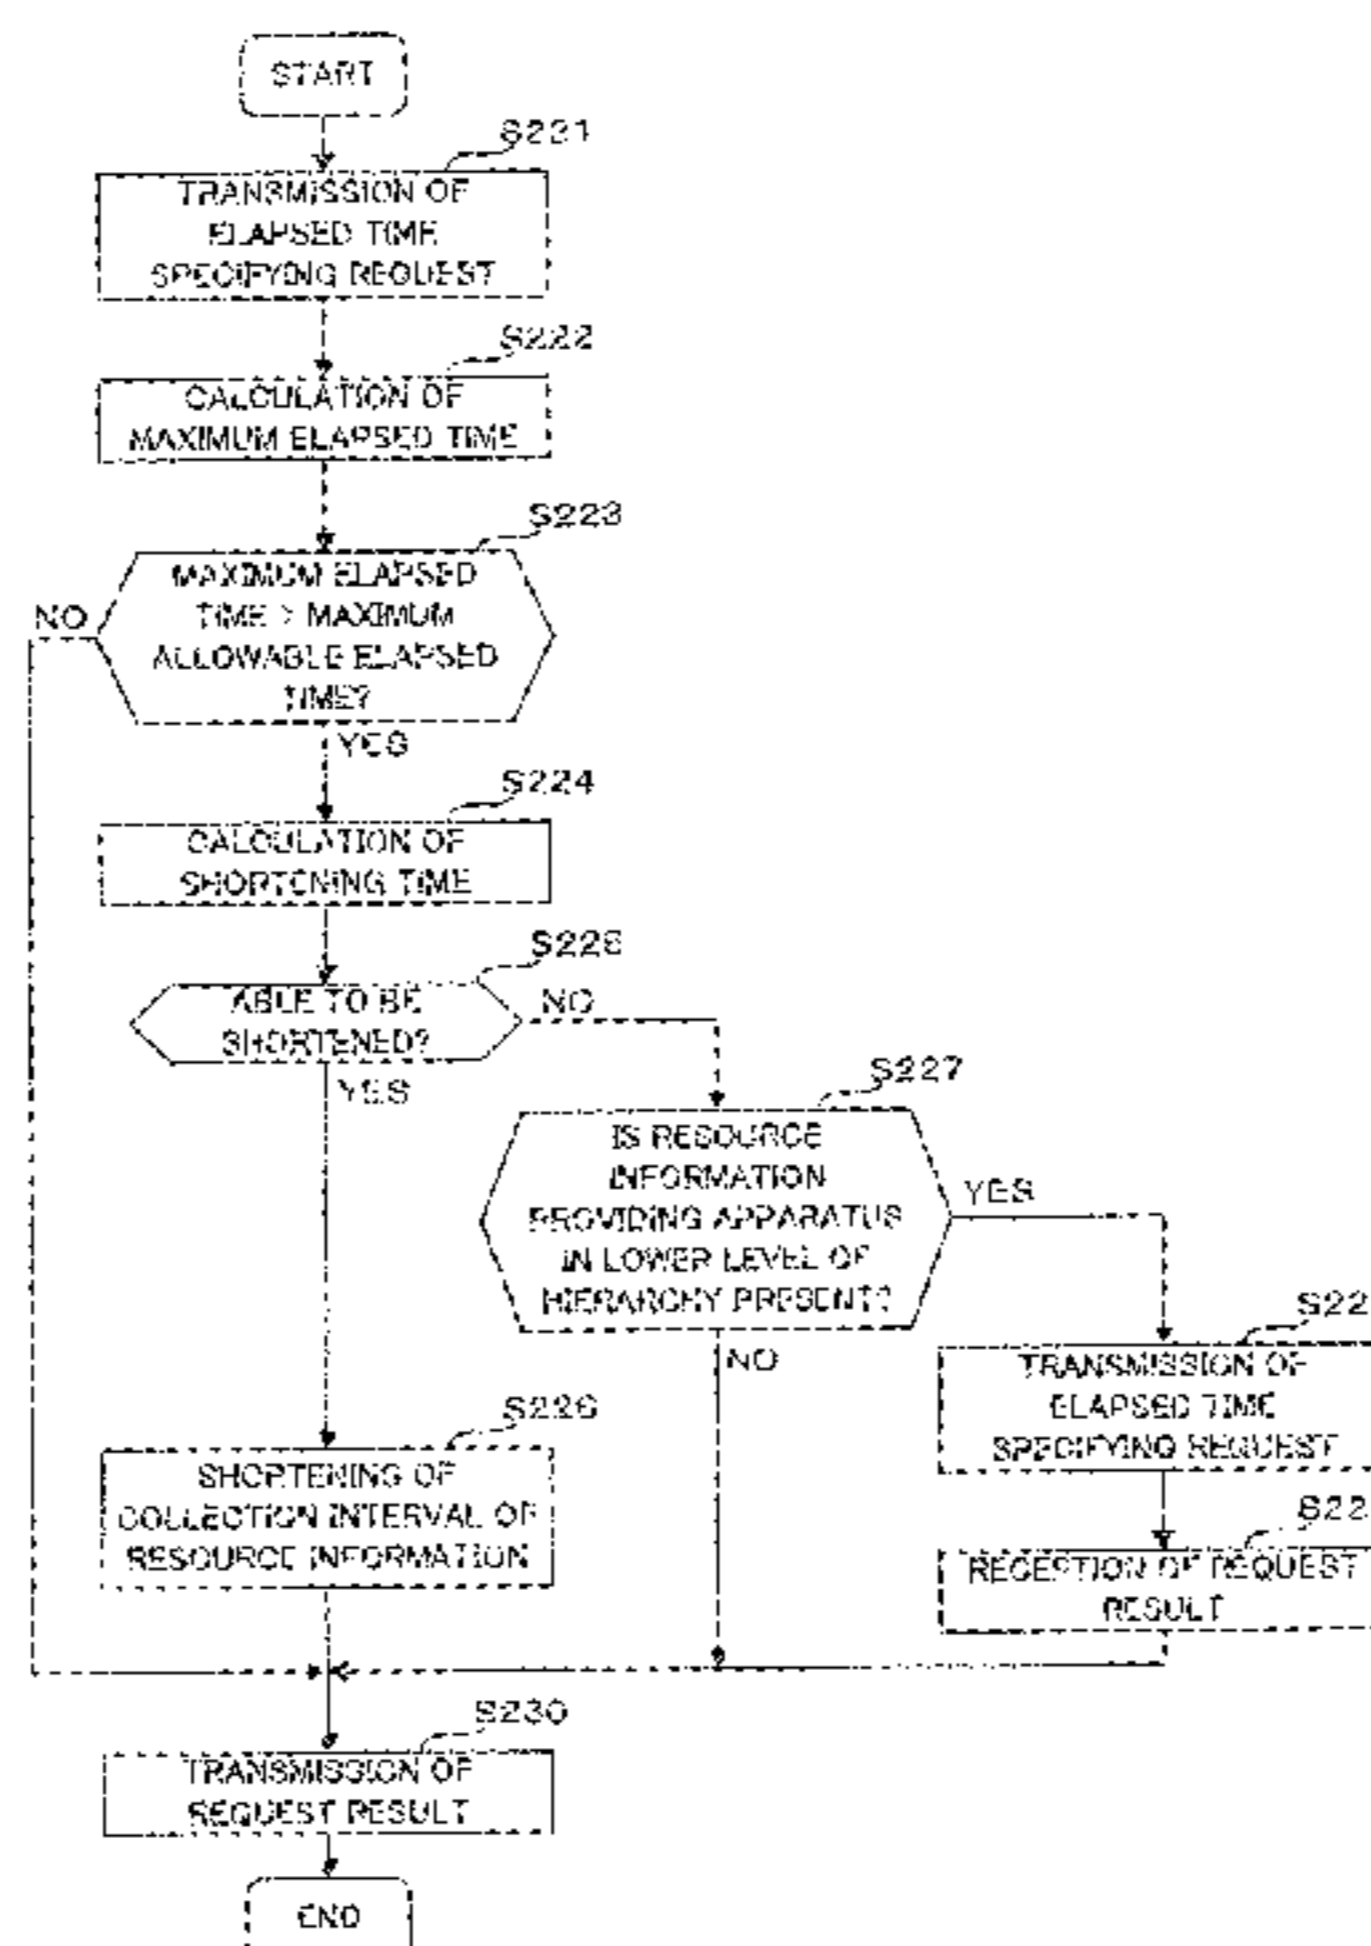 START
S221
TRANSMISSION OF
ELAPSED TIME
SPECIFYING REQUEST
S222
CALCULATION OF
MAXIMUM ELAPSED TIME
S223
MAXIMUM ELAPSED
TIME > MAXIMUM
ALLOWABLE ELAPSED
TIME?
NO
YES
S224
CALCULATION OF
SHORTENING TIME
ABLE TO BE
SHORTENED?
NO
YES
S227
IS RESOURCE
INFORMATION
PROVIDING APPARATUS
IN LOWER LEVEL OF
HIERARCHY PRESENT?
YES
NO
S22
TRANSMISSION OF
ELAPSED TIME
SPECIFYING REQUEST
S226
SHORTENING OF
COLLECTION INTERVAL OF
RESOURCE INFORMATION
S22
RECEPTION OF REQUEST
RESULT
S230
TRANSMISSION OF
REQUEST RESULT
END